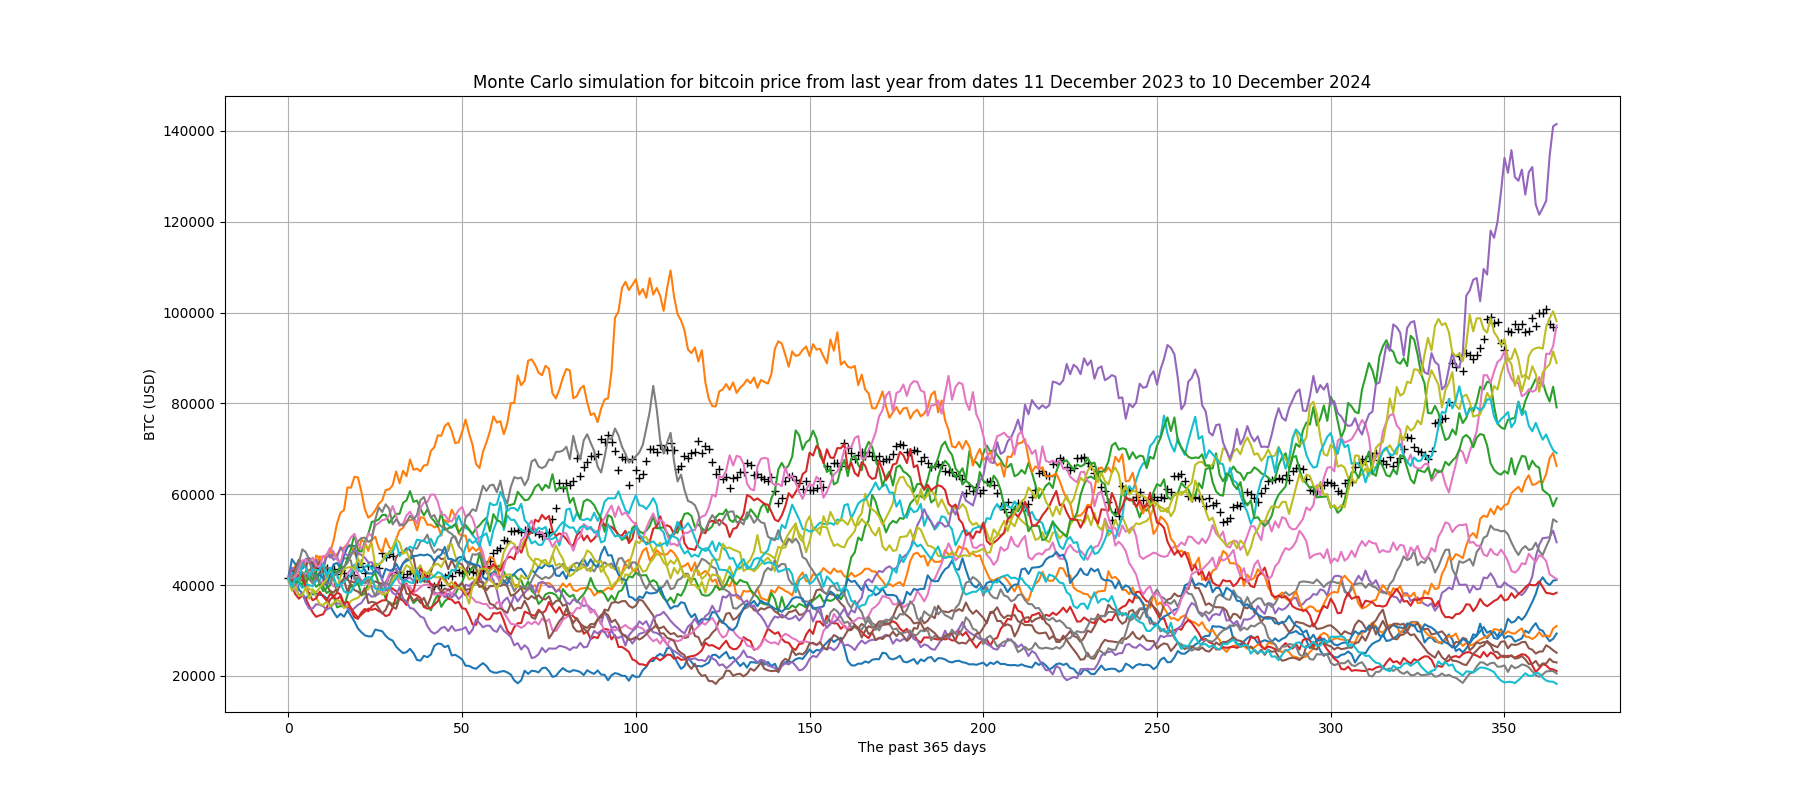 Monte Carlo simulation for bitcoin price from last year from dates 11 December 2023 to 10 December 2024
140000
120000
100000
80000
60000
40000
20000
BTC (USD)
0 50 100 150 200 250 300 350
The past 365 days